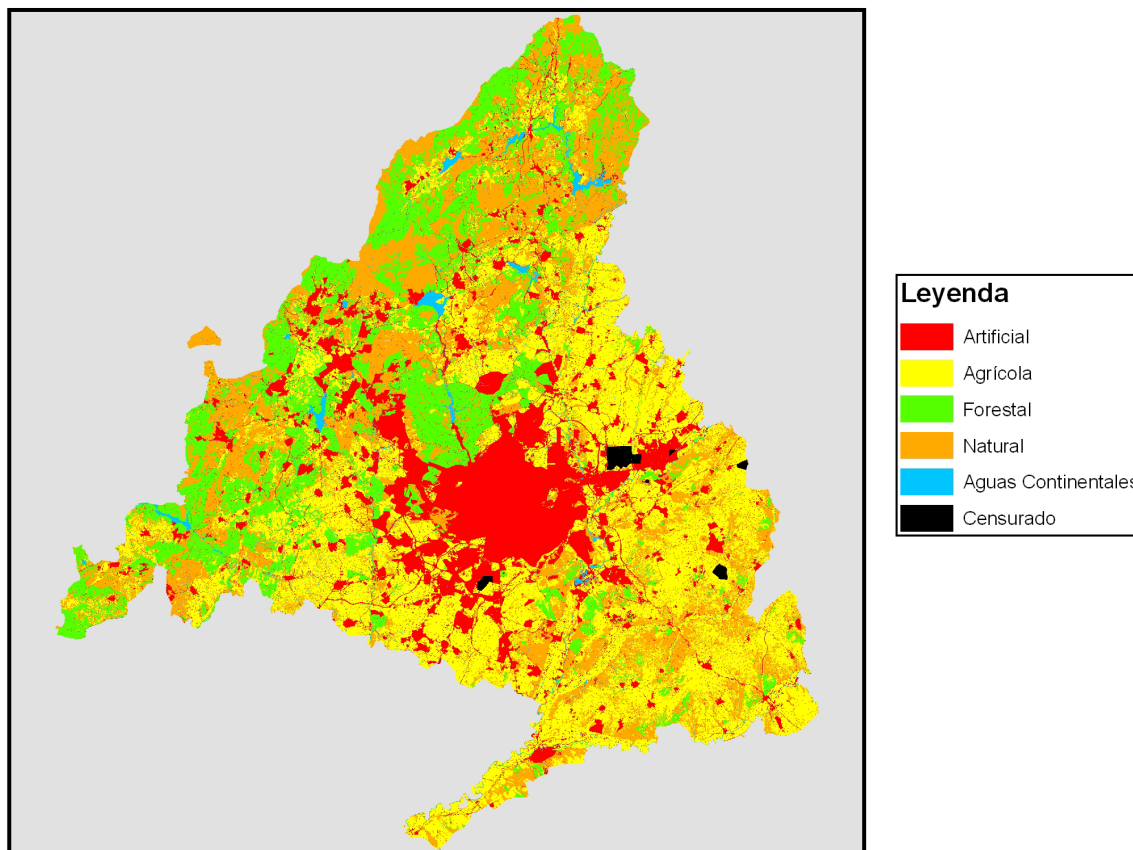 Leyenda
Artificial
Agrícola
Forestal
Natural
Aguas Continentales
Censurado